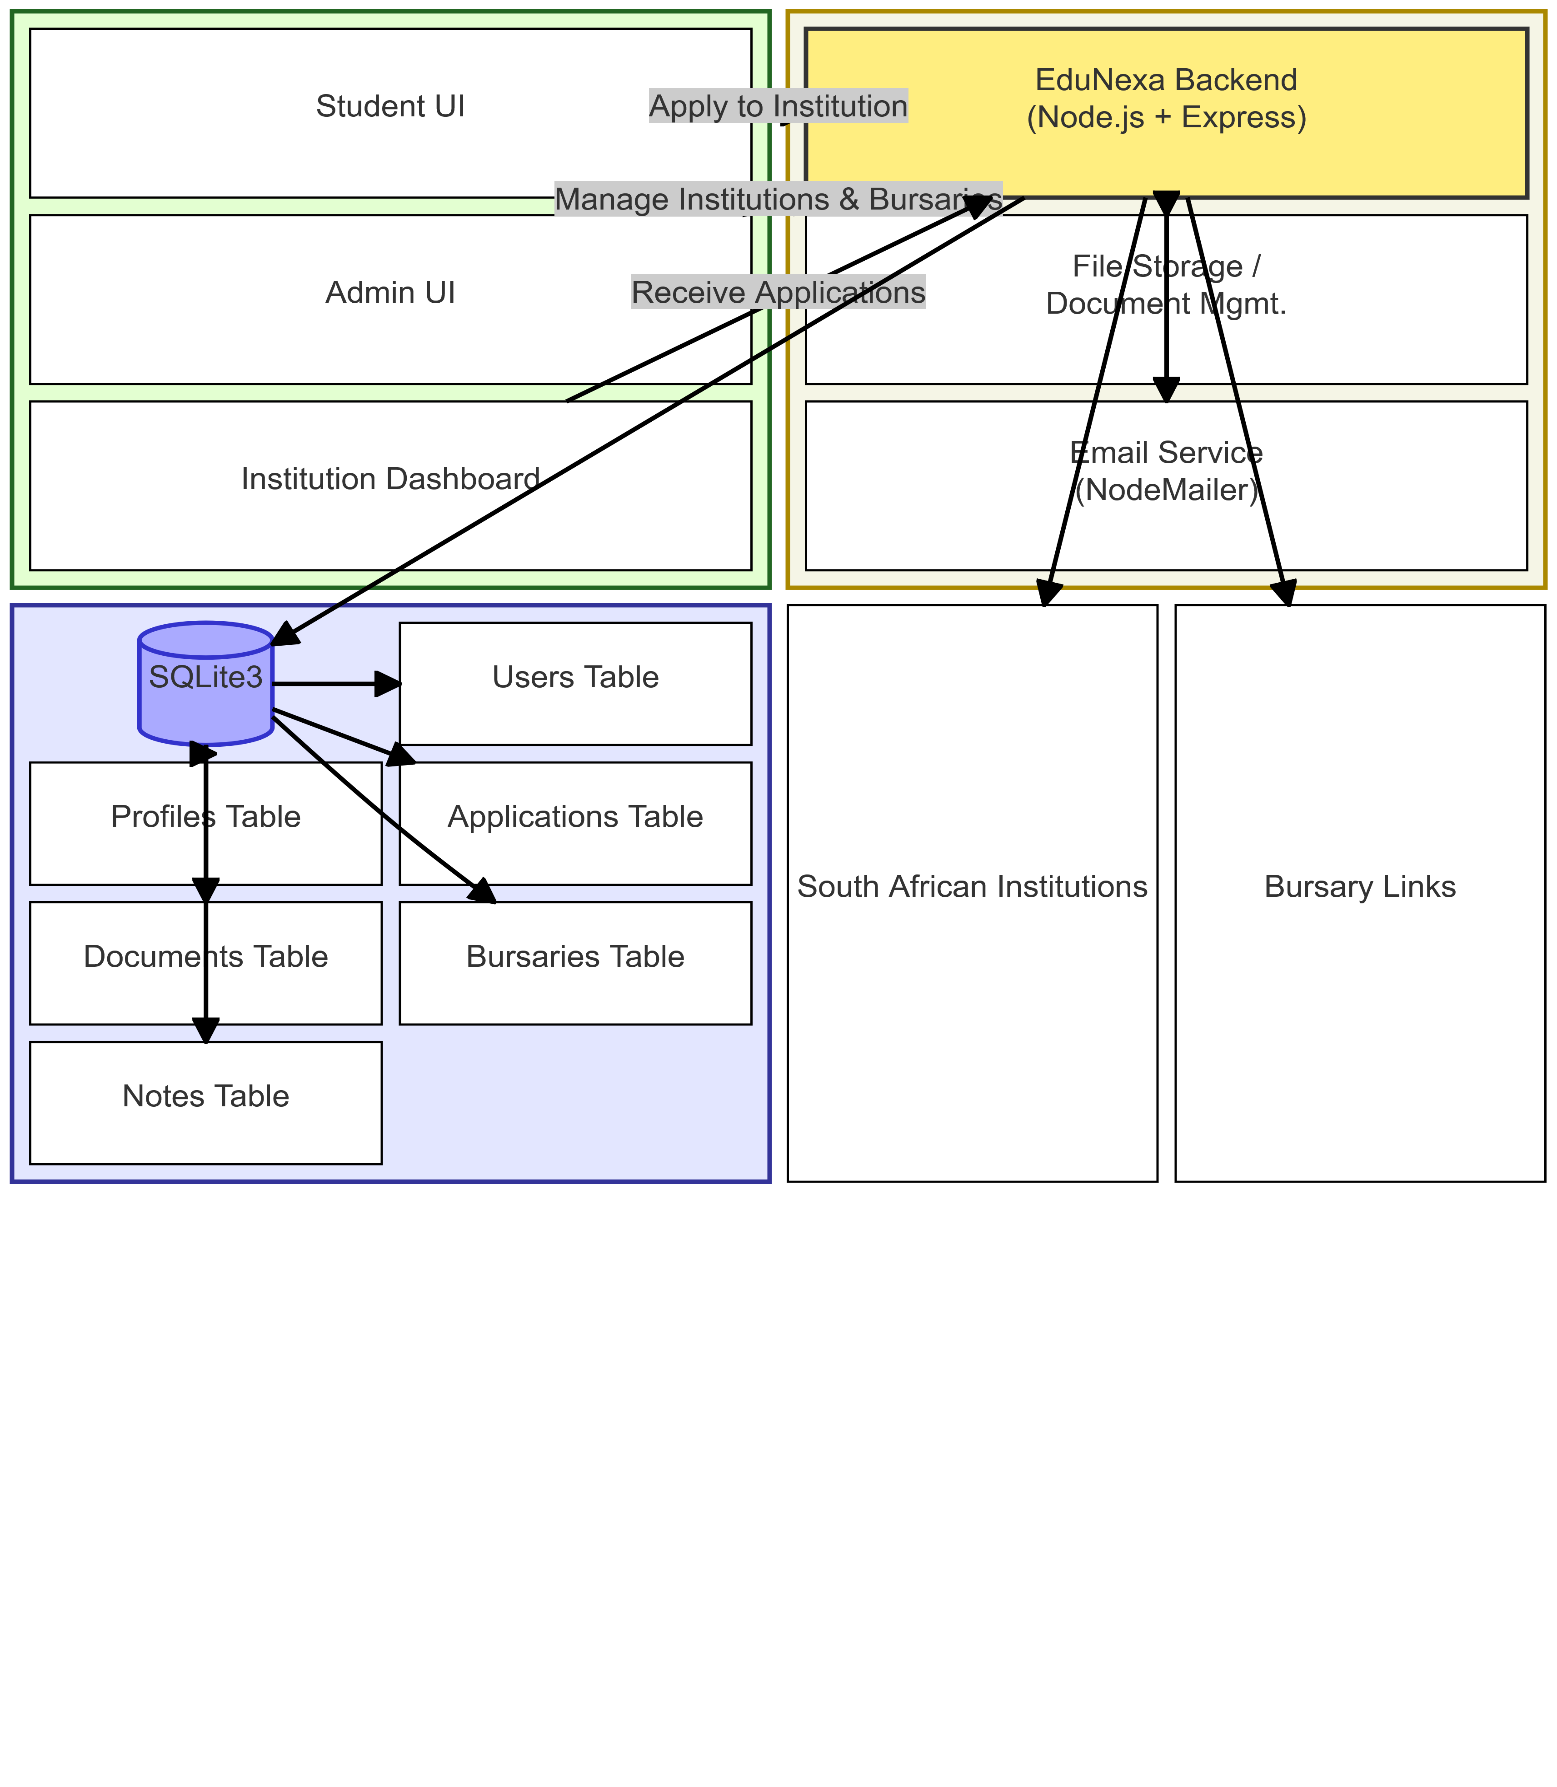 Student UI
Apply to Institution
EduNexa Backend
(Node.js + Express)
Manage Institutions & Bursaries
Admin UI
Receive Applications
File Storage /
Document Mgmt.
Institution Dashboard
Email Service
(NodeMailer)
SQLite3
Users Table
Profiles Table
Applications Table
South African Institutions
Bursary Links
Documents Table
Bursaries Table
Notes Table